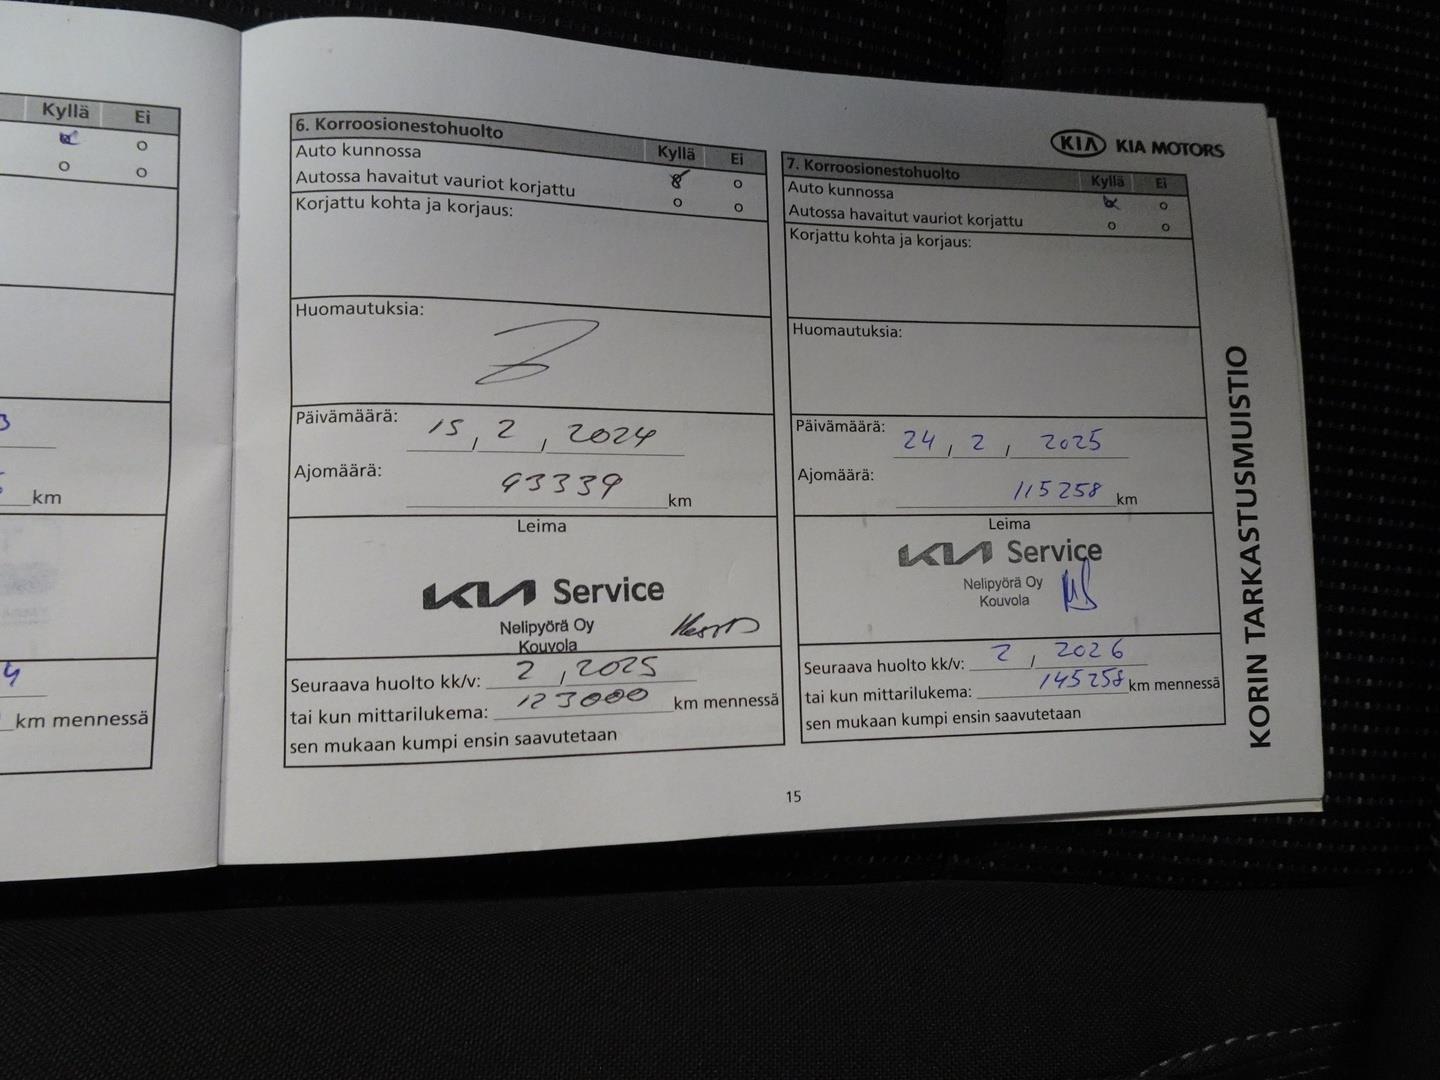 Kyllä Ei
o
o o
3
km
4
km mennessä
6. Korroosionestohuolto
Kyllä Ei
Auto kunnossa
o
Autossa havaitut vauriot korjattu
o o
Korjattu kohta ja korjaus:
Huomautuksia:
Päivämäärä: 15, 2, 2024
Ajomäärä: 93339 km
Leima
KIA Service
Nelipyörä Oy
Kouvola
Seuraava huolto kk/v: 2, 2025
tai kun mittarilukema: 123000 km mennessä
sen mukaan kumpi ensin saavutetaan
KIA KIA MOTORS
7. Korroosionestohuolto
Kyllä Ei
Auto kunnossa
o
Autossa havaitut vauriot korjattu
o o
Korjattu kohta ja korjaus:
Huomautuksia:
Päivämäärä: 24, 2, 2025
Ajomäärä: 115258 km
Leima
KIA Service
Nelipyörä Oy
Kouvola
Seuraava huolto kk/v: 2 / 2026
tai kun mittarilukema: 145258 km mennessä
sen mukaan kumpi ensin saavutetaan
KORIN TARKASTUSMUISTIO
15